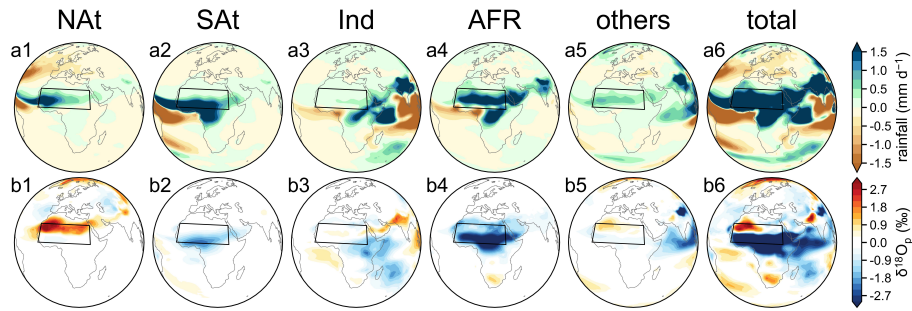 NAt SAt Ind AFR others total
a1 a2 a3 a4 a5 a6
1.5
1.0
0.5
0.0
-0.5
-1.0
-1.5
rainfall (mm d⁻¹)
b1 b2 b3 b4 b5 b6
2.7
1.8
0.9
0.0
-0.9
-1.8
-2.7
δ¹⁸Oₚ (‰)